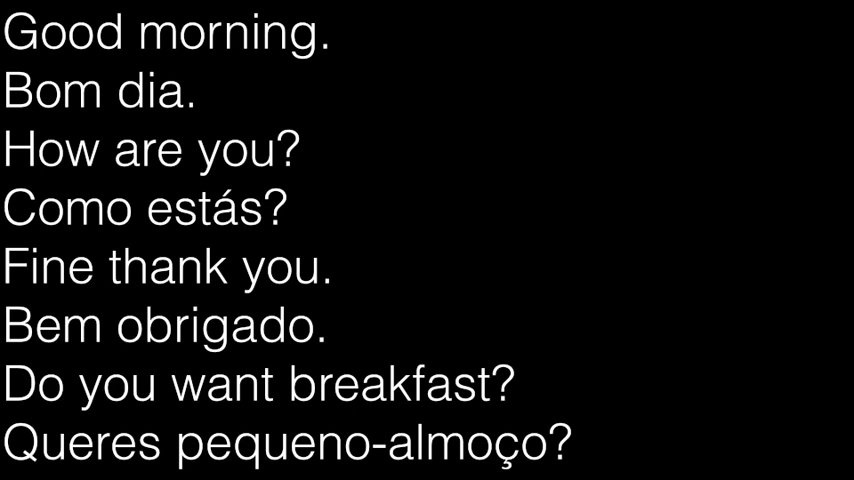 Good morning.
Bom dia.
How are you?
Como estás?
Fine thank you.
Bem obrigado.
Do you want breakfast?
Queres pequeno-almoço?